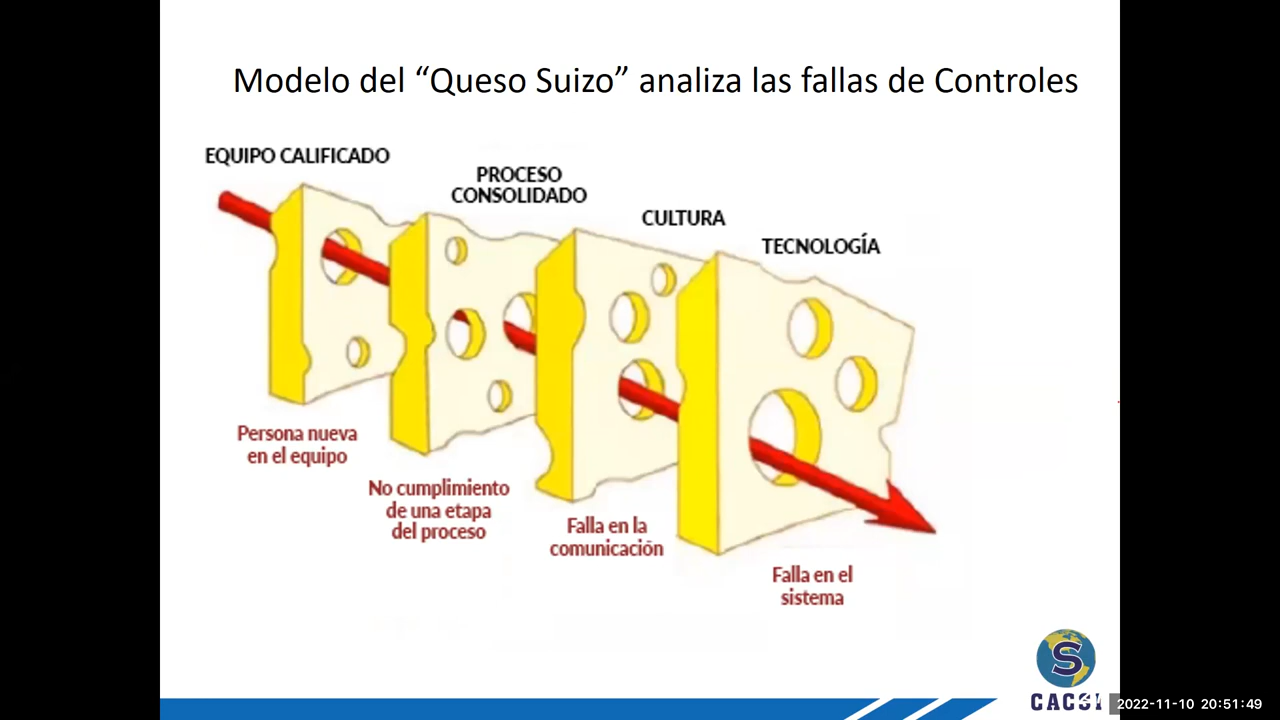 Modelo del “Queso Suizo” analiza las fallas de Controles
EQUIPO CALIFICADO
PROCESO
CONSOLIDADO
CULTURA
TECNOLOGÍA
Persona nueva
en el equipo
No cumplimiento
de una etapa
del proceso
Falla en la
comunicación
Falla en el
sistema
S
CACSI
2022-11-10 20:51:49